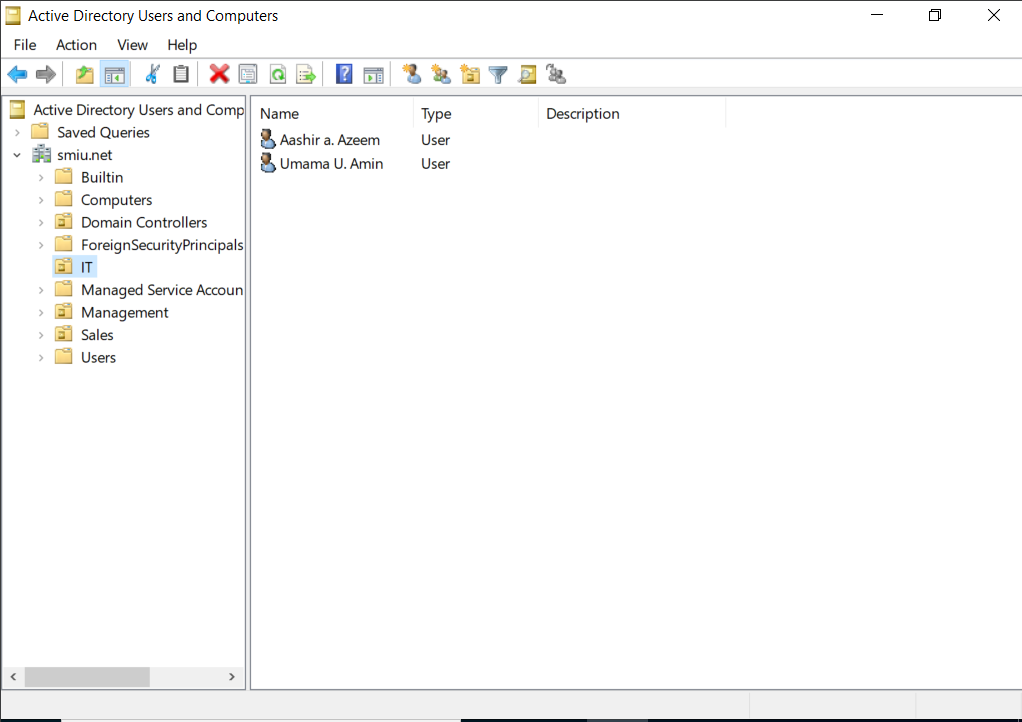 Active Directory Users and Computers
File Action View Help
Active Directory Users and Comp
Saved Queries
smiu.net
Builtin
Computers
Domain Controllers
ForeignSecurityPrincipals
IT
Managed Service Accoun
Management
Sales
Users
Name Type Description
Aashir a. Azeem User
Umama U. Amin User